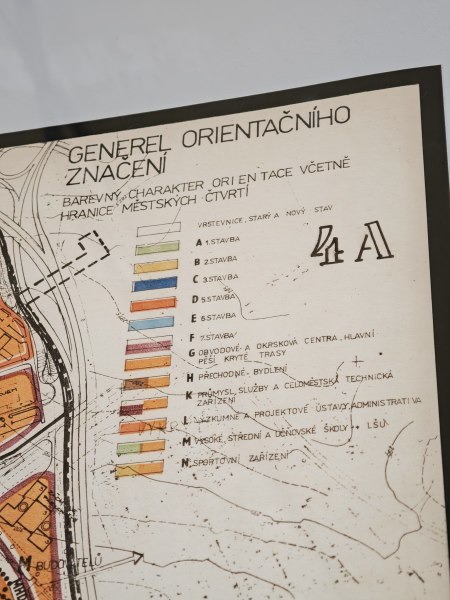 GENEREL ORIENTAČNÍHO
ZNAČENÍ
BAREVNÝ CHARAKTER ORIENTACE VČETNĚ
HRANICE MĚSTSKÝCH ČTVRTÍ
VRSTEVNICE, STARÝ A NOVÝ STAV
4A
A 1. STAVBA
B 2. STAVBA
C 3. STAVBA
D 5. STAVBA
E 6. STAVBA
F 7. STAVBA
G OBVODOVÉ A OKRSKOVÁ CENTRA, HLAVNÍ
PĚŠÍ KRYTÉ TRASY
H PŘECHODNÉ BYDLENÍ
K PRŮMYSL, SLUŽBY A CELOMĚSTSKÁ TECHNICKÁ
ZAŘÍZENÍ
L VÝZKUMNÉ A PROJEKTOVÉ ÚSTAVY, ADMINISTRATIVA
M VYSOKÉ, STŘEDNÍ A UČŇOVSKÉ ŠKOLY + LŠU
N SPORTOVNÍ ZAŘÍZENÍ
M BUDOVATELŮ